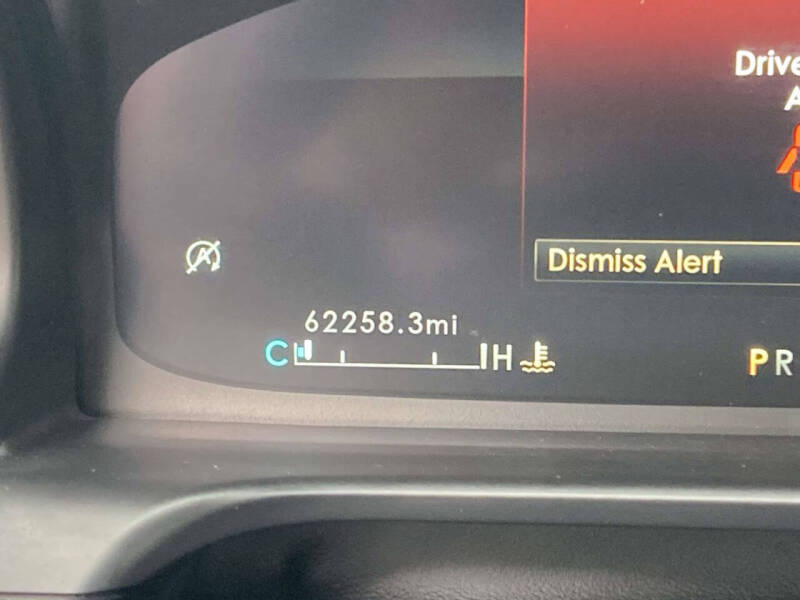 Drive
A
Dismiss Alert
62258.3mi
C H
P R